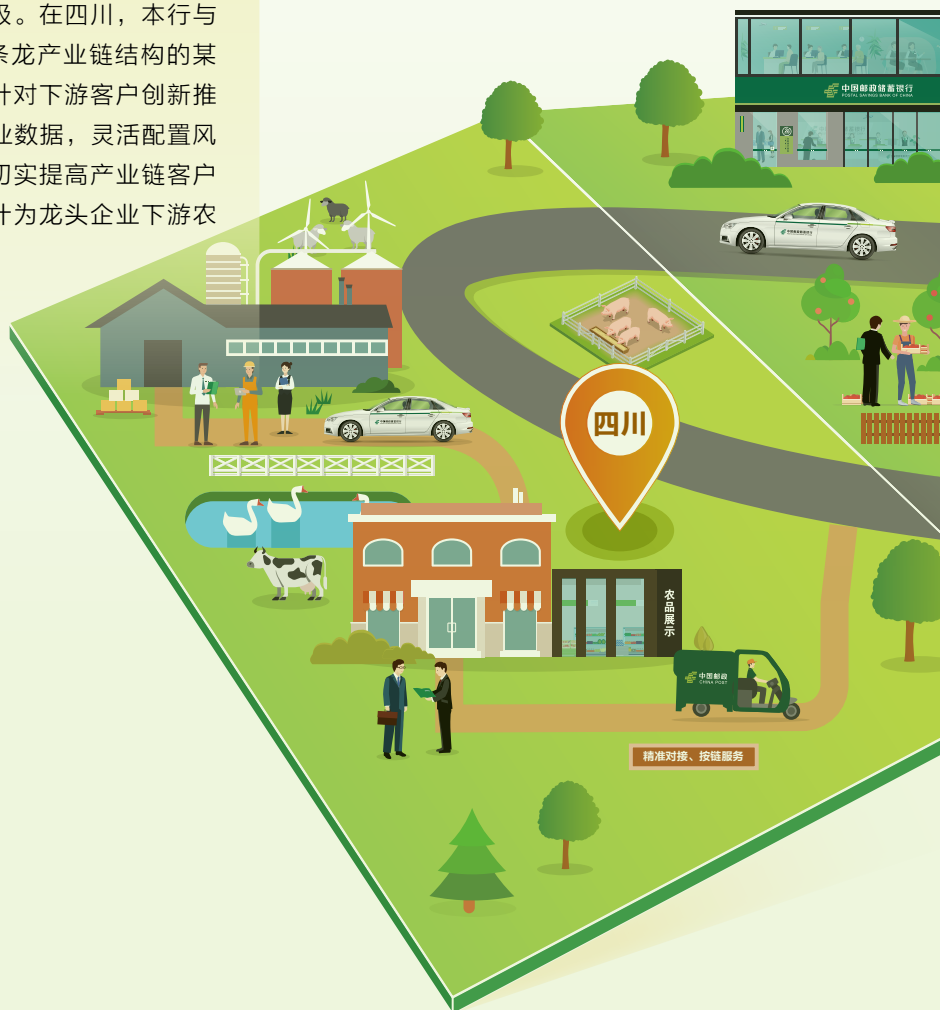 级。在四川，本行与
条龙产业链结构的某
针对下游客户创新推
业数据，灵活配置风
切实提高产业链客户
计为龙头企业下游农
中国邮政储蓄银行
POSTAL SAVINGS BANK OF CHINA
四川
农品展示
中国邮政
CHINA POST
精准对接、按链服务